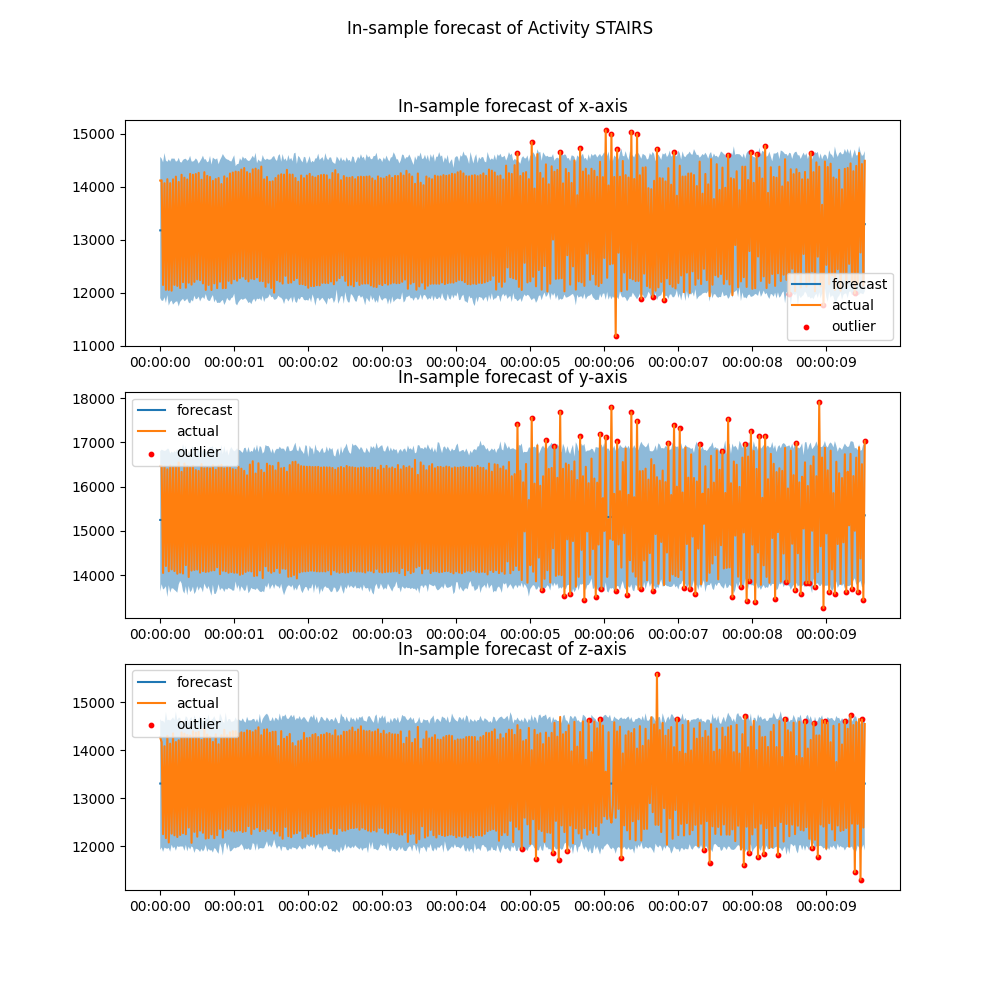 In-sample forecast of Activity STAIRS
In-sample forecast of x-axis
15000
14000
13000
12000
11000
forecast
actual
outlier
00:00:00 00:00:01 00:00:02 00:00:03 00:00:04 00:00:05 00:00:06 00:00:07 00:00:08 00:00:09
In-sample forecast of y-axis
18000
17000
16000
15000
14000
forecast
actual
outlier
00:00:00 00:00:01 00:00:02 00:00:03 00:00:04 00:00:05 00:00:06 00:00:07 00:00:08 00:00:09
In-sample forecast of z-axis
15000
14000
13000
12000
forecast
actual
outlier
00:00:00 00:00:01 00:00:02 00:00:03 00:00:04 00:00:05 00:00:06 00:00:07 00:00:08 00:00:09